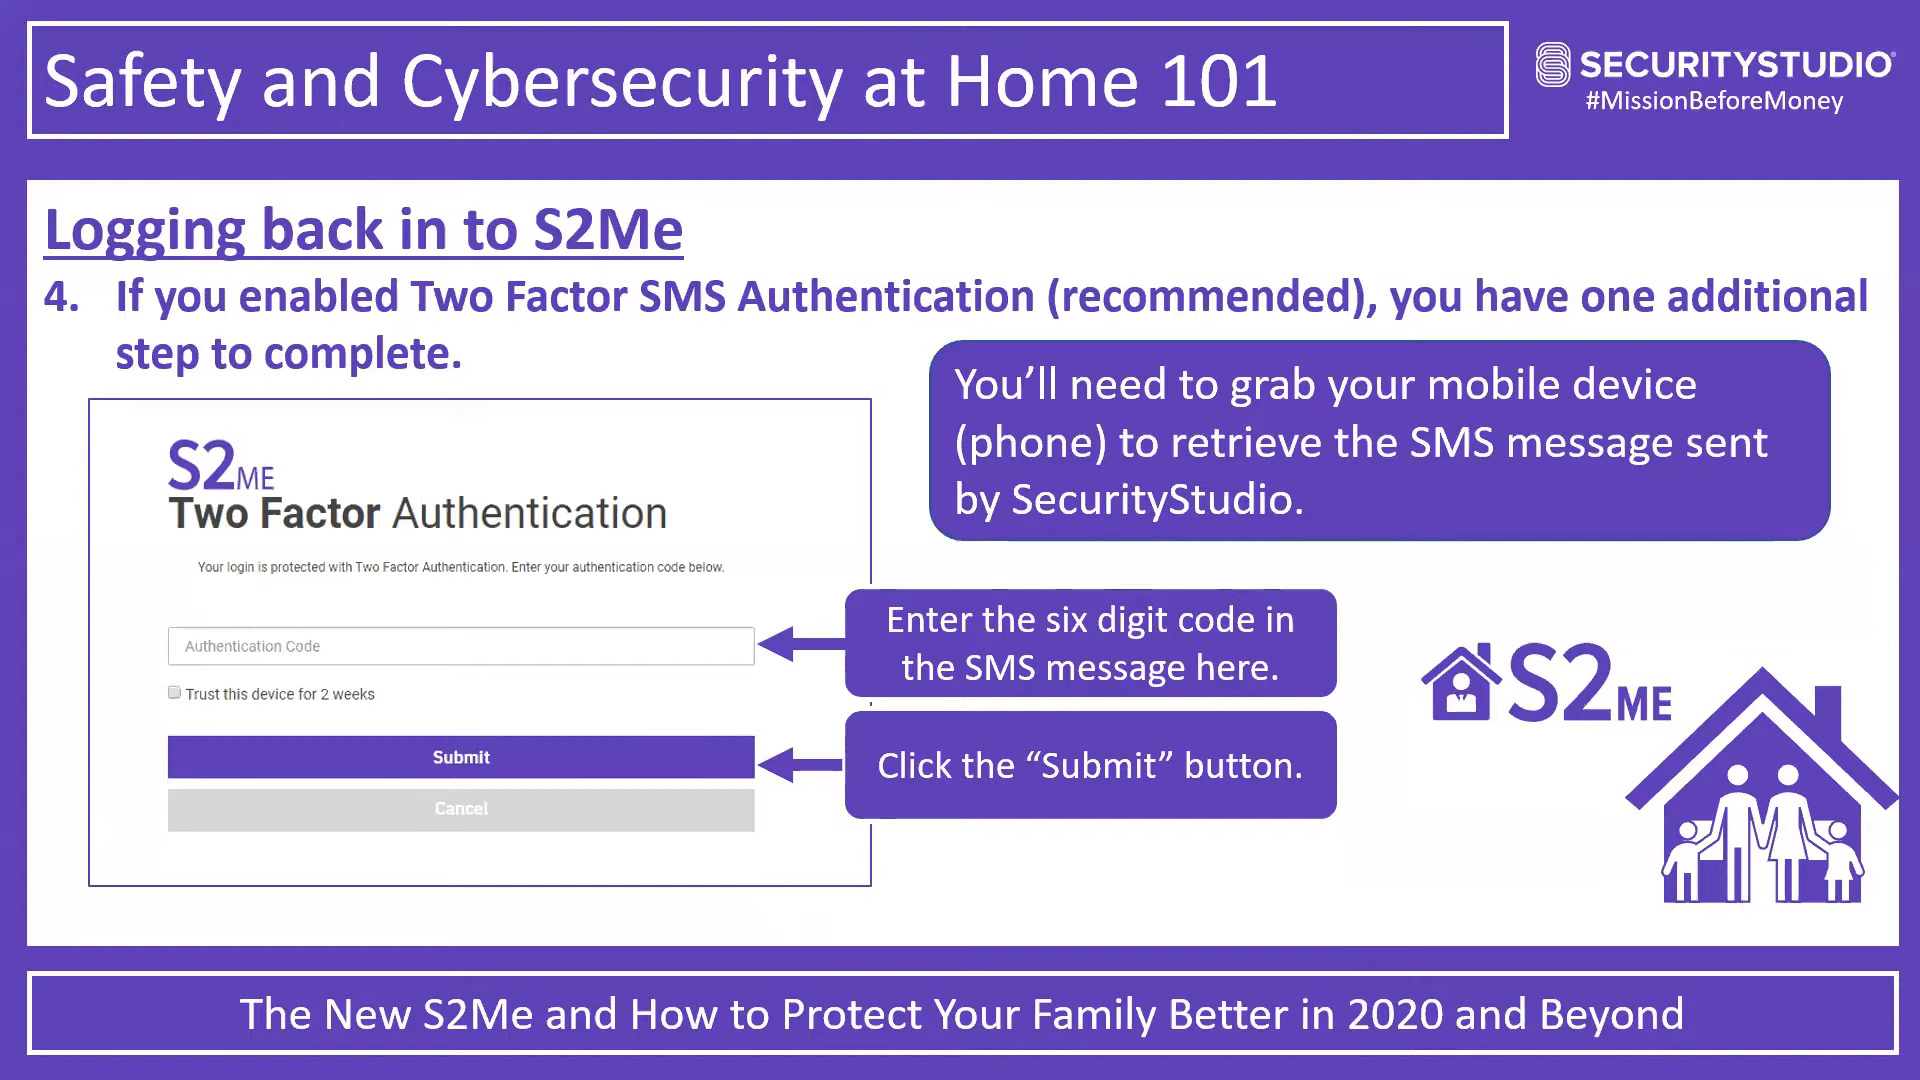 Safety and Cybersecurity at Home 101
SECURITYSTUDIO®
#MissionBeforeMoney
Logging back in to S2Me
4. If you enabled Two Factor SMS Authentication (recommended), you have one additional
step to complete.
You’ll need to grab your mobile device
(phone) to retrieve the SMS message sent
by SecurityStudio.
S2ME
Two Factor Authentication
Your login is protected with Two Factor Authentication. Enter your authentication code below.
Authentication Code
Enter the six digit code in
the SMS message here.
Trust this device for 2 weeks
Submit
Click the “Submit” button.
Cancel
S2ME
The New S2Me and How to Protect Your Family Better in 2020 and Beyond